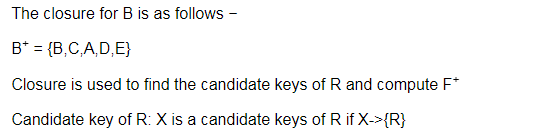 The closure for B is as follows −
B⁺ = {B,C,A,D,E}
Closure is used to find the candidate keys of R and compute F⁺
Candidate key of R: X is a candidate keys of R if X->{R}